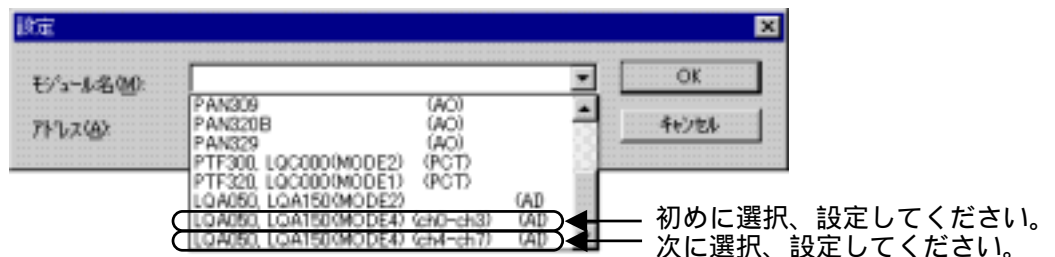 設定
モジュール名(M):
OK
PAN309 (AO)
アドレス(A):
PAN320B (AO)
キャンセル
PAN329 (AO)
PTF300, LQC000(MODE2) (PCT)
PTF320, LQC000(MODE1) (PCT)
LQA050, LQA150(MODE2) (AI)
LQA050, LQA150(MODE4) (ch0-ch3) (AI)
初めに選択、設定してください。
LQA050, LQA150(MODE4) (ch4-ch7) (AI)
次に選択、設定してください。